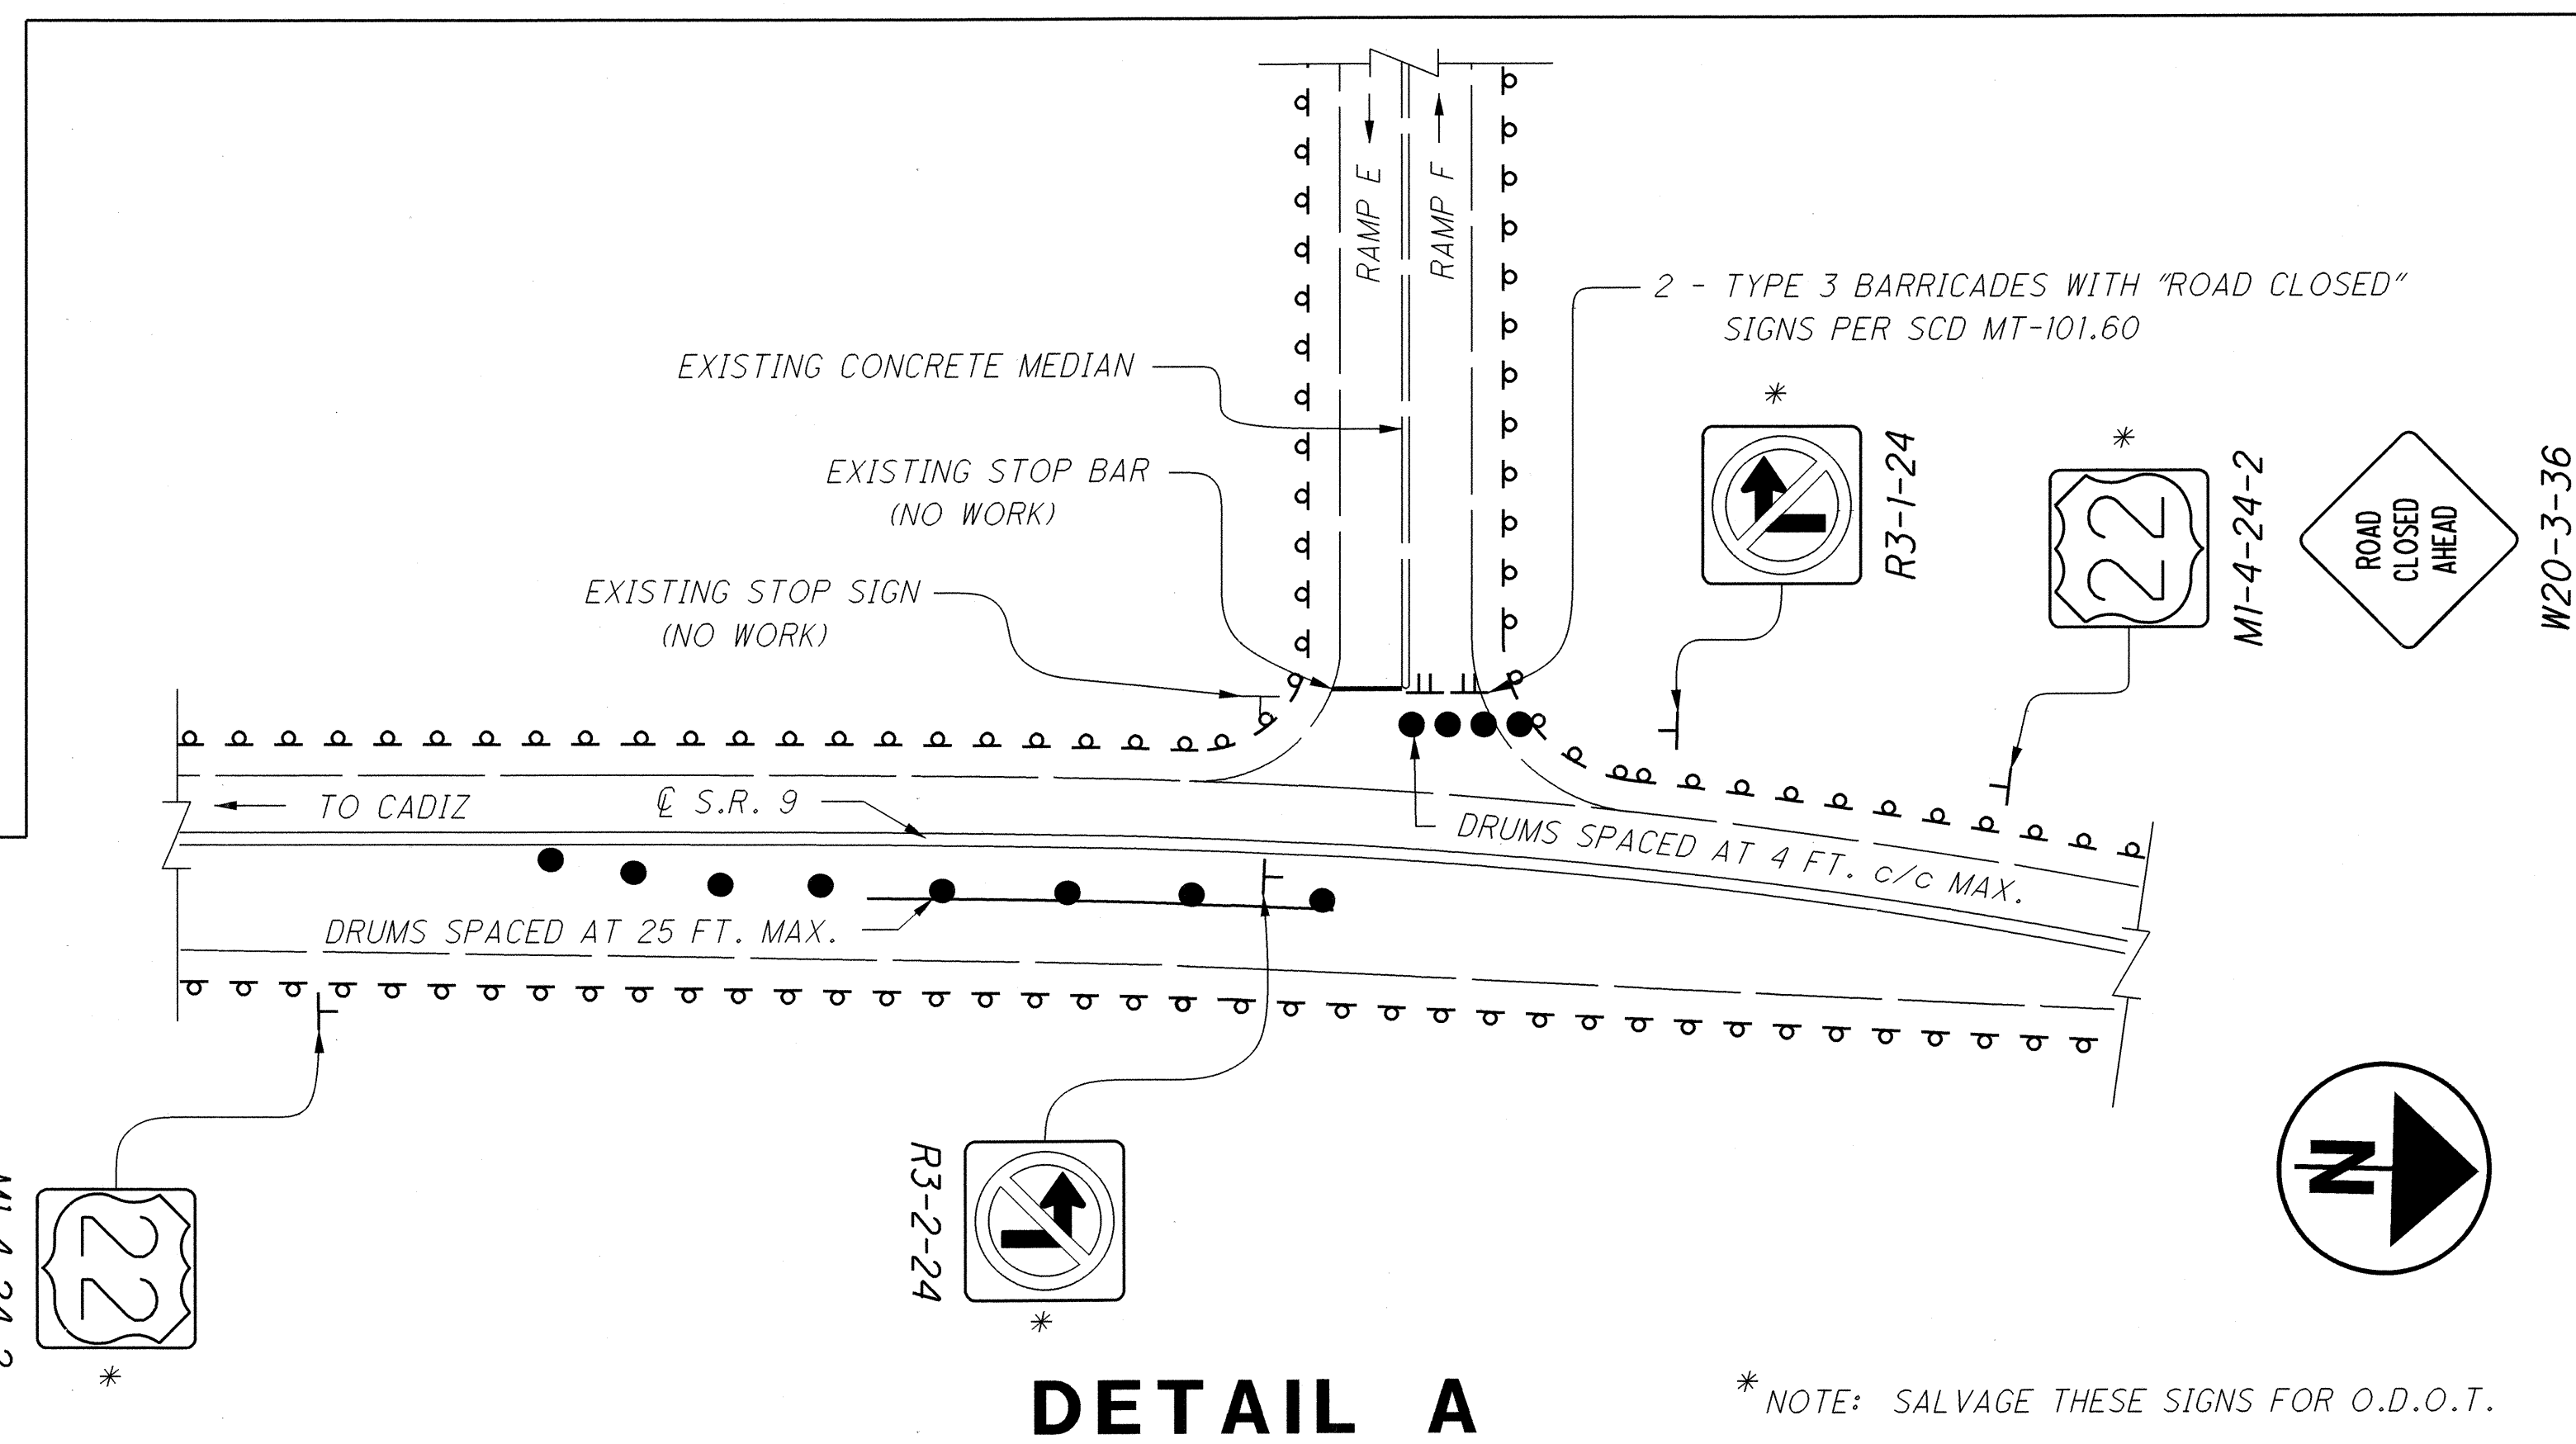 RAMP E
RAMP F
2 - TYPE 3 BARRICADES WITH "ROAD CLOSED"
SIGNS PER SCD MT-101.60
EXISTING CONCRETE MEDIAN
*
R3-1-24
*
22
M1-4-24-2
ROAD
CLOSED
AHEAD
W20-3-36
EXISTING STOP BAR
(NO WORK)
EXISTING STOP SIGN
(NO WORK)
TO CADIZ
℄ S.R. 9
DRUMS SPACED AT 4 FT. c/c MAX.
DRUMS SPACED AT 25 FT. MAX.
22
*
R3-2-24
*
N
DETAIL A
* NOTE: SALVAGE THESE SIGNS FOR O.D.O.T.